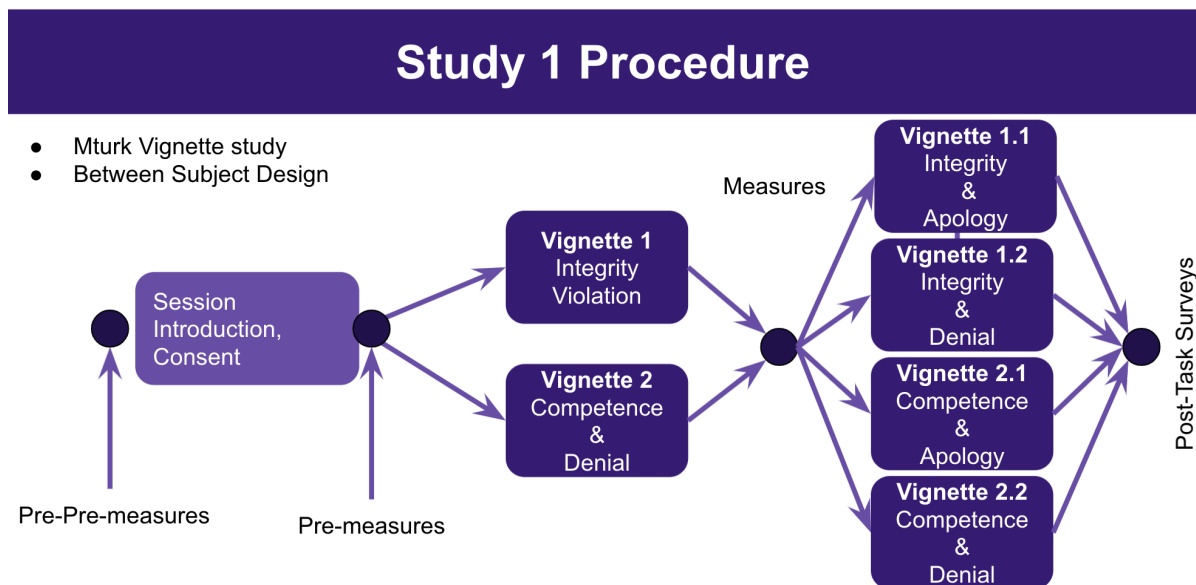 Study 1 Procedure
● Mturk Vignette study
● Between Subject Design
Session
Introduction,
Consent
Pre-Pre-measures
Pre-measures
Vignette 1
Integrity
Violation
Vignette 2
Competence
&
Denial
Measures
Vignette 1.1
Integrity
&
Apology
Vignette 1.2
Integrity
&
Denial
Vignette 2.1
Competence
&
Apology
Vignette 2.2
Competence
&
Denial
Post-Task Surveys